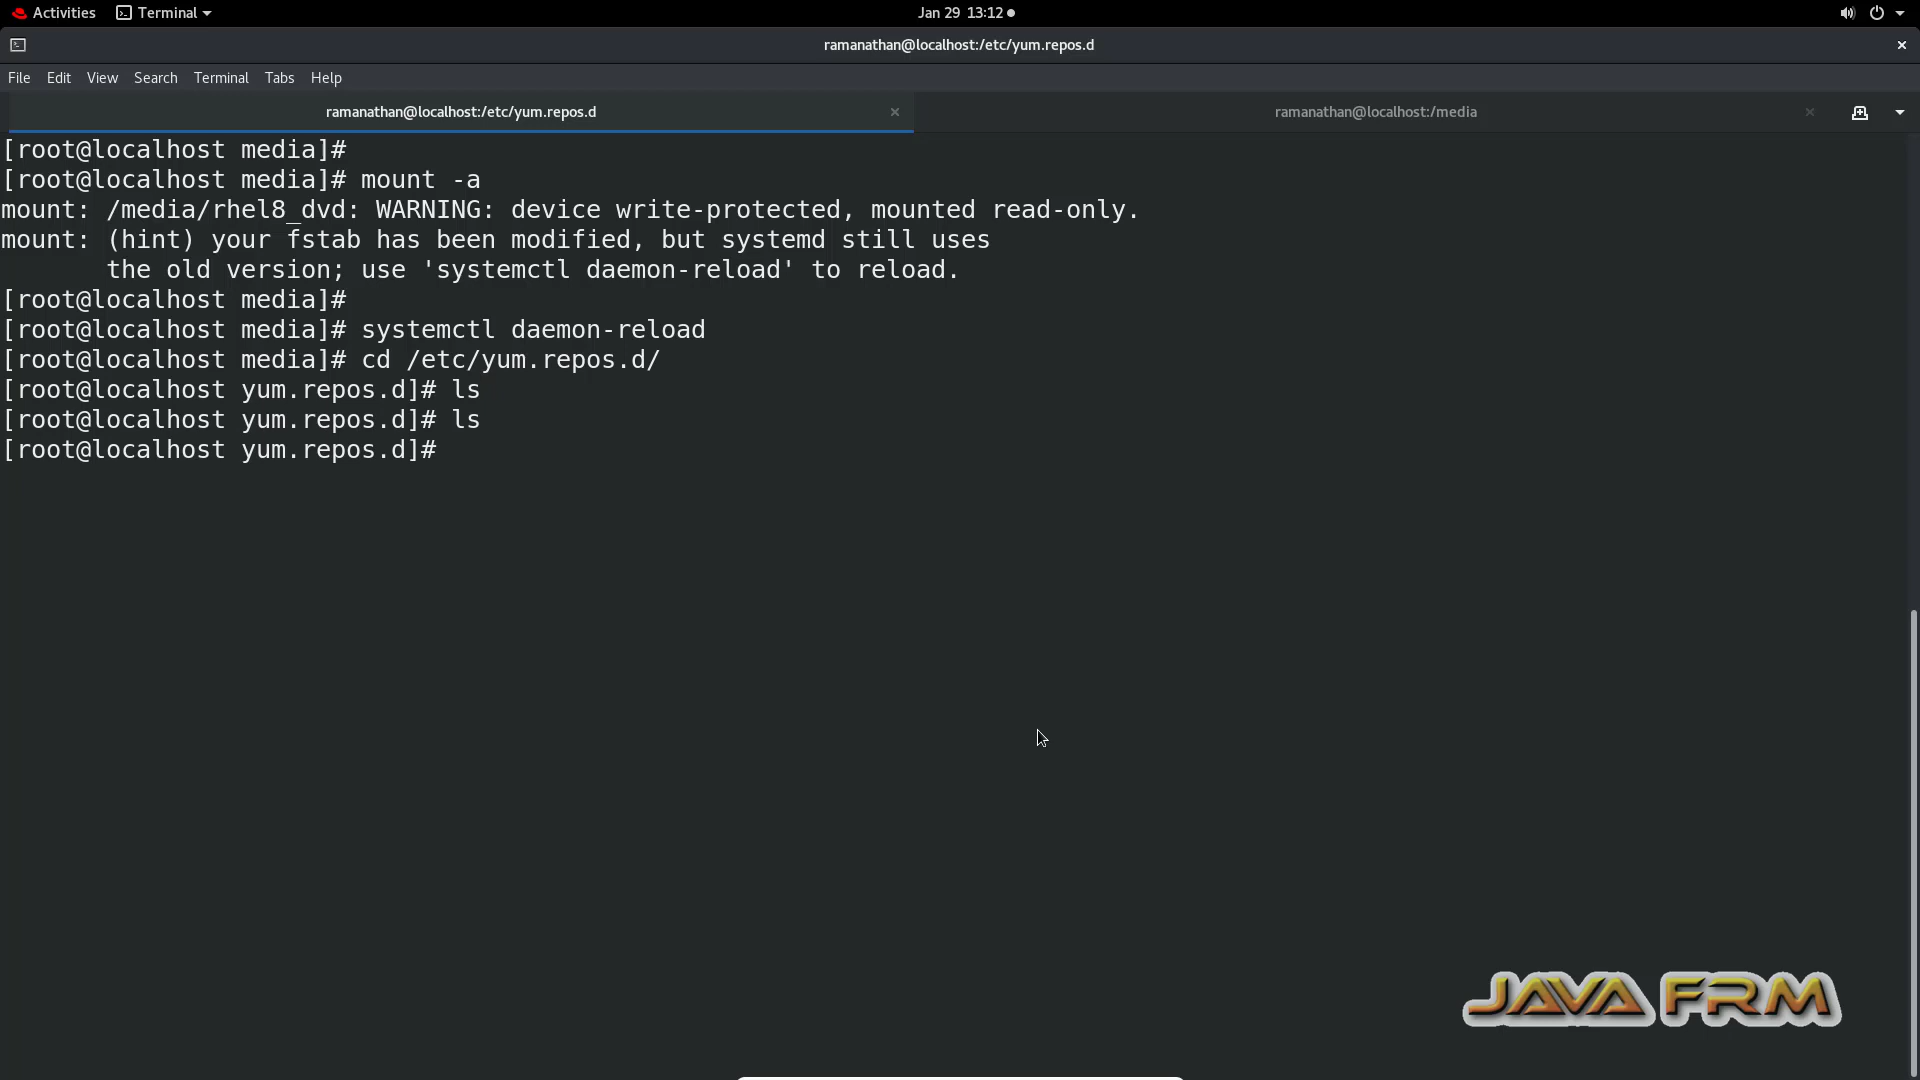 Activities Terminal Jan 29 13:12
ramanathan@localhost:/etc/yum.repos.d
File Edit View Search Terminal Tabs Help
ramanathan@localhost:/etc/yum.repos.d ramanathan@localhost:/media
[root@localhost media]#
[root@localhost media]# mount -a
mount: /media/rhel8_dvd: WARNING: device write-protected, mounted read-only.
mount: (hint) your fstab has been modified, but systemd still uses
       the old version; use 'systemctl daemon-reload' to reload.
[root@localhost media]#
[root@localhost media]# systemctl daemon-reload
[root@localhost media]# cd /etc/yum.repos.d/
[root@localhost yum.repos.d]# ls
[root@localhost yum.repos.d]# ls
[root@localhost yum.repos.d]#
JAVA FRM